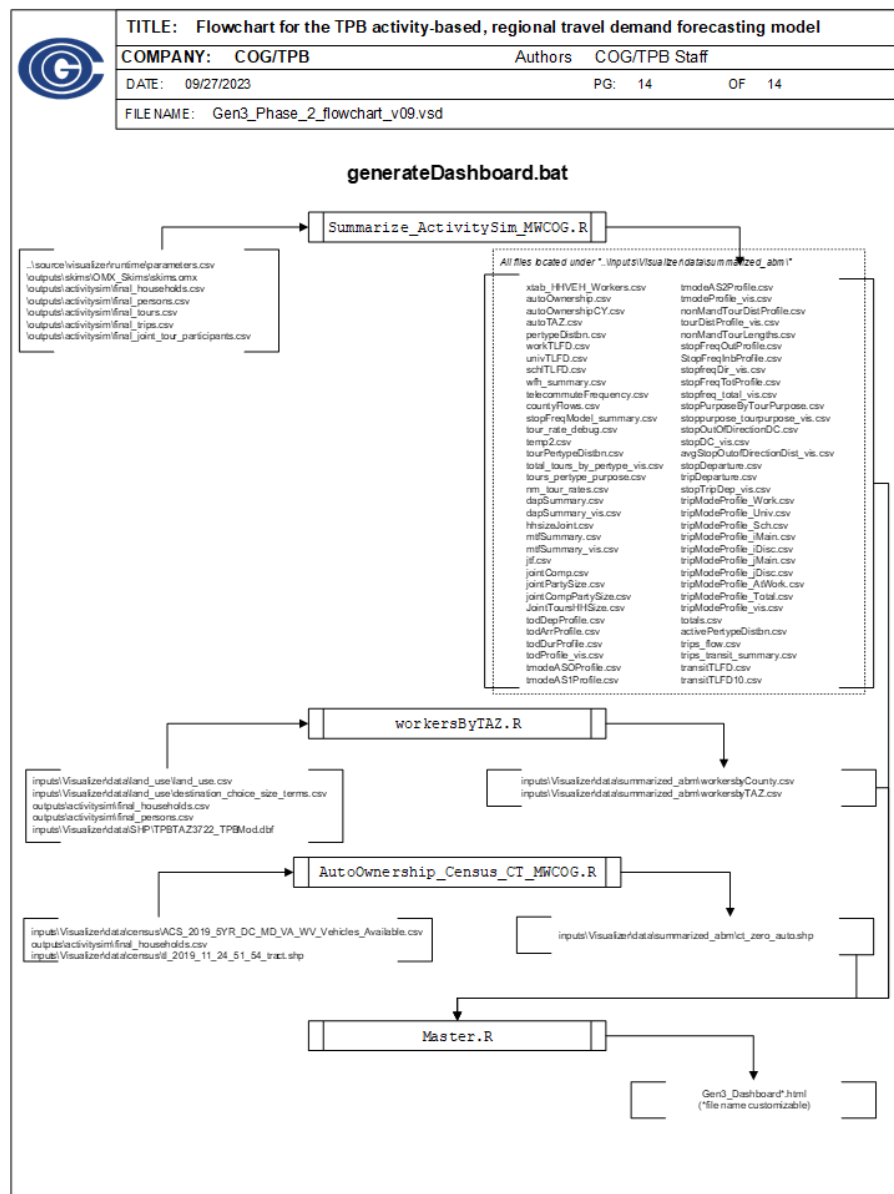 TITLE: Flowchart for the TPB activity-based, regional travel demand forecasting model
COMPANY: COG/TPB Authors COG/TPB Staff
DATE: 09/27/2023 PG: 14 OF 14
FILENAME: Gen3_Phase_2_flowchart_v09.vsd
generateDashboard.bat
Summarize_ActivitySim_MWCOG.R
..\source\visualizer\runtime\parameters.csv
\outputs\skims\OMX_Skims\skims.omx
\outputs\activitysim\final_households.csv
\outputs\activitysim\final_persons.csv
\outputs\activitysim\final_tours.csv
\outputs\activitysim\final_trips.csv
\outputs\activitysim\final_joint_tour_participants.csv
All files located under "..\Inputs\Visualizer\data\summarized_abm\"
xtab_HHVEH_Workers.csv
autoOwnership.csv
autoOwnershipCY.csv
autoTAZ.csv
pertypeDistbn.csv
workTLFD.csv
univTLFD.csv
schlTLFD.csv
wfh_summary.csv
telecommuteFrequency.csv
countyFlows.csv
stopFreqModel_summary.csv
tour_rate_debug.csv
temp2.csv
tourPertypeDistbn.csv
total_tours_by_pertype_vis.csv
tours_pertype_purpose.csv
nm_tour_rates.csv
dapSummary.csv
dapSummary_vis.csv
hhsizeJoint.csv
mtfSummary.csv
mtfSummary_vis.csv
jtf.csv
jointComp.csv
jointPartySize.csv
jointCompPartySize.csv
JointToursHHSize.csv
todDepProfile.csv
todArrProfile.csv
todDurProfile.csv
todProfile_vis.csv
tmodeAS0Profile.csv
tmodeAS1Profile.csv
tmodeAS2Profile.csv
tmodeProfile_vis.csv
nonMandTourDistProfile.csv
tourDistProfile_vis.csv
nonMandTourLengths.csv
stopFreqOutProfile.csv
StopFreqInbProfile.csv
stopfreqDir_vis.csv
stopFreqTotProfile.csv
stopfreq_total_vis.csv
stopPurposeByTourPurpose.csv
stoppurpose_tourpurpose_vis.csv
stopOutOfDirectionDC.csv
stopDC_vis.csv
avgStopOutofDirectionDist_vis.csv
stopDeparture.csv
tripDeparture.csv
stopTripDep_vis.csv
tripModeProfile_Work.csv
tripModeProfile_Univ.csv
tripModeProfile_Sch.csv
tripModeProfile_iMain.csv
tripModeProfile_iDisc.csv
tripModeProfile_jMain.csv
tripModeProfile_jDisc.csv
tripModeProfile_AtWork.csv
tripModeProfile_Total.csv
tripModeProfile_vis.csv
totals.csv
activePertypeDistbn.csv
trips_flow.csv
trips_transit_summary.csv
transitTLFD.csv
transitTLFD10.csv
workersByTAZ.R
inputs\Visualizer\data\land_use\land_use.csv
inputs\Visualizer\data\land_use\destination_choice_size_terms.csv
outputs\activitysim\final_households.csv
outputs\activitysim\final_persons.csv
inputs\Visualizer\data\SHP\TPBTAZ3722_TPBMod.dbf
inputs\Visualizer\data\summarized_abm\workersbyCounty.csv
inputs\Visualizer\data\summarized_abm\workersbyTAZ.csv
AutoOwnership_Census_CT_MWCOG.R
inputs\Visualizer\data\census\ACS_2019_5YR_DC_MD_VA_WV_Vehicles_Available.csv
outputs\activitysim\final_households.csv
inputs\Visualizer\data\census\tl_2019_11_24_51_54_tract.shp
inputs\Visualizer\data\summarized_abm\ct_zero_auto.shp
Master.R
Gen3_Dashboard*.html
(*file name customizable)